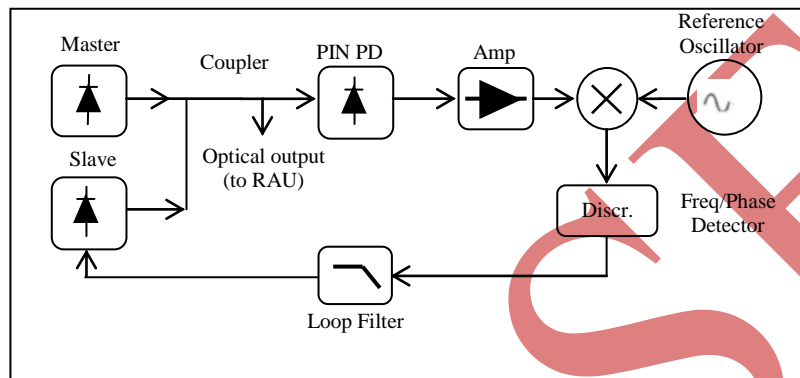 Master
Coupler
PIN PD
Amp
Reference
Oscillator
Slave
Optical output
(to RAU)
Discr.
Freq/Phase
Detector
Loop Filter